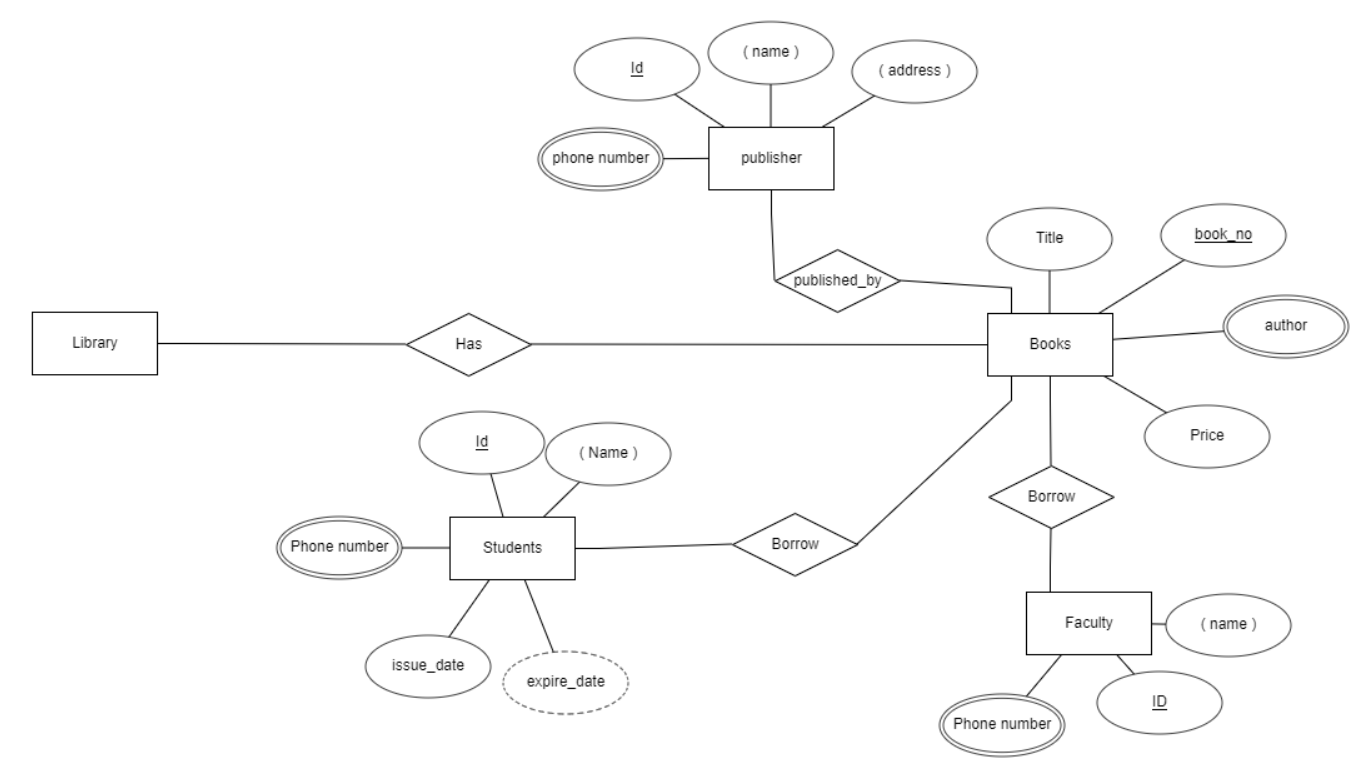 ( name )
Id
( address )
phone number
publisher
Title
book_no
published_by
author
Library
Has
Books
Id
( Name )
Price
Borrow
Phone number
Students
Borrow
Faculty
( name )
issue_date
expire_date
ID
Phone number